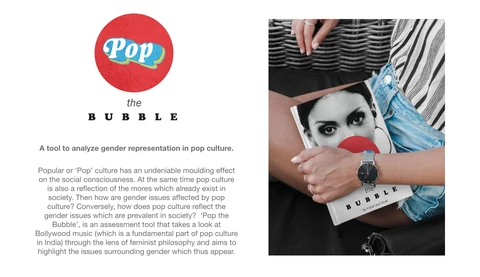 Pop
the
BUBBLE
A tool to analyze gender representation in pop culture.
Popular or ‘Pop’ culture has an undeniable moulding effect
on the social consciousness. At the same time pop culture
is also a reflection of the mores which already exist in
society. Then how are gender issues affected by pop
culture? Conversely, how does pop culture reflect the
gender issues which are prevalent in society?  ‘Pop the
Bubble’, is an assessment tool that takes a look at
Bollywood music (which is a fundamental part of pop culture
in India) through the lens of feminist philosophy and aims to
highlight the issues surrounding gender which thus appear.
the
BUBBLE